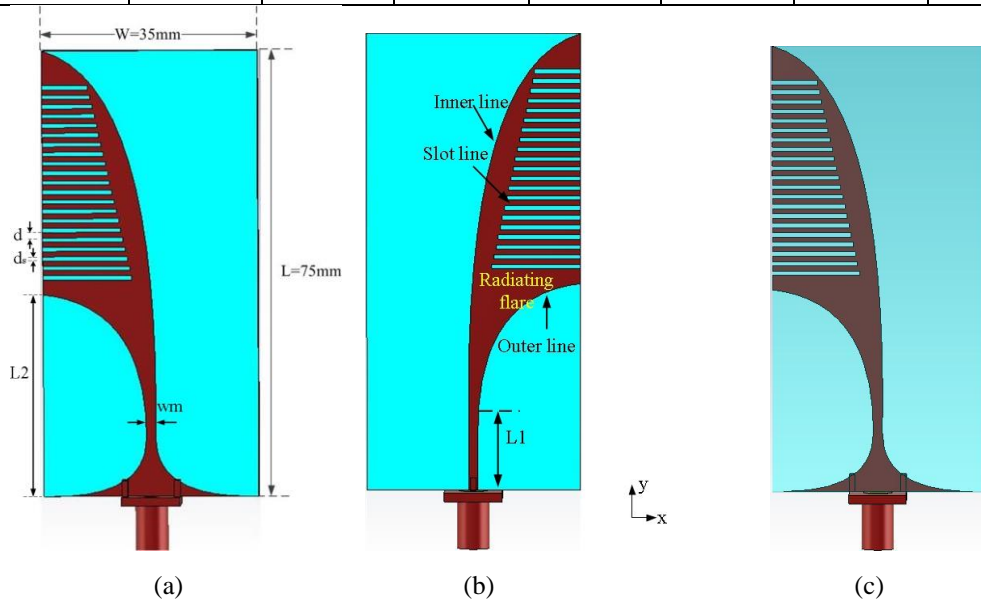 W=35mm
Inner line
Slot line
d
dₛ
L=75mm
Radiating
flare
Outer line
L2
wm
L1
y
x
(a)
(b)
(c)